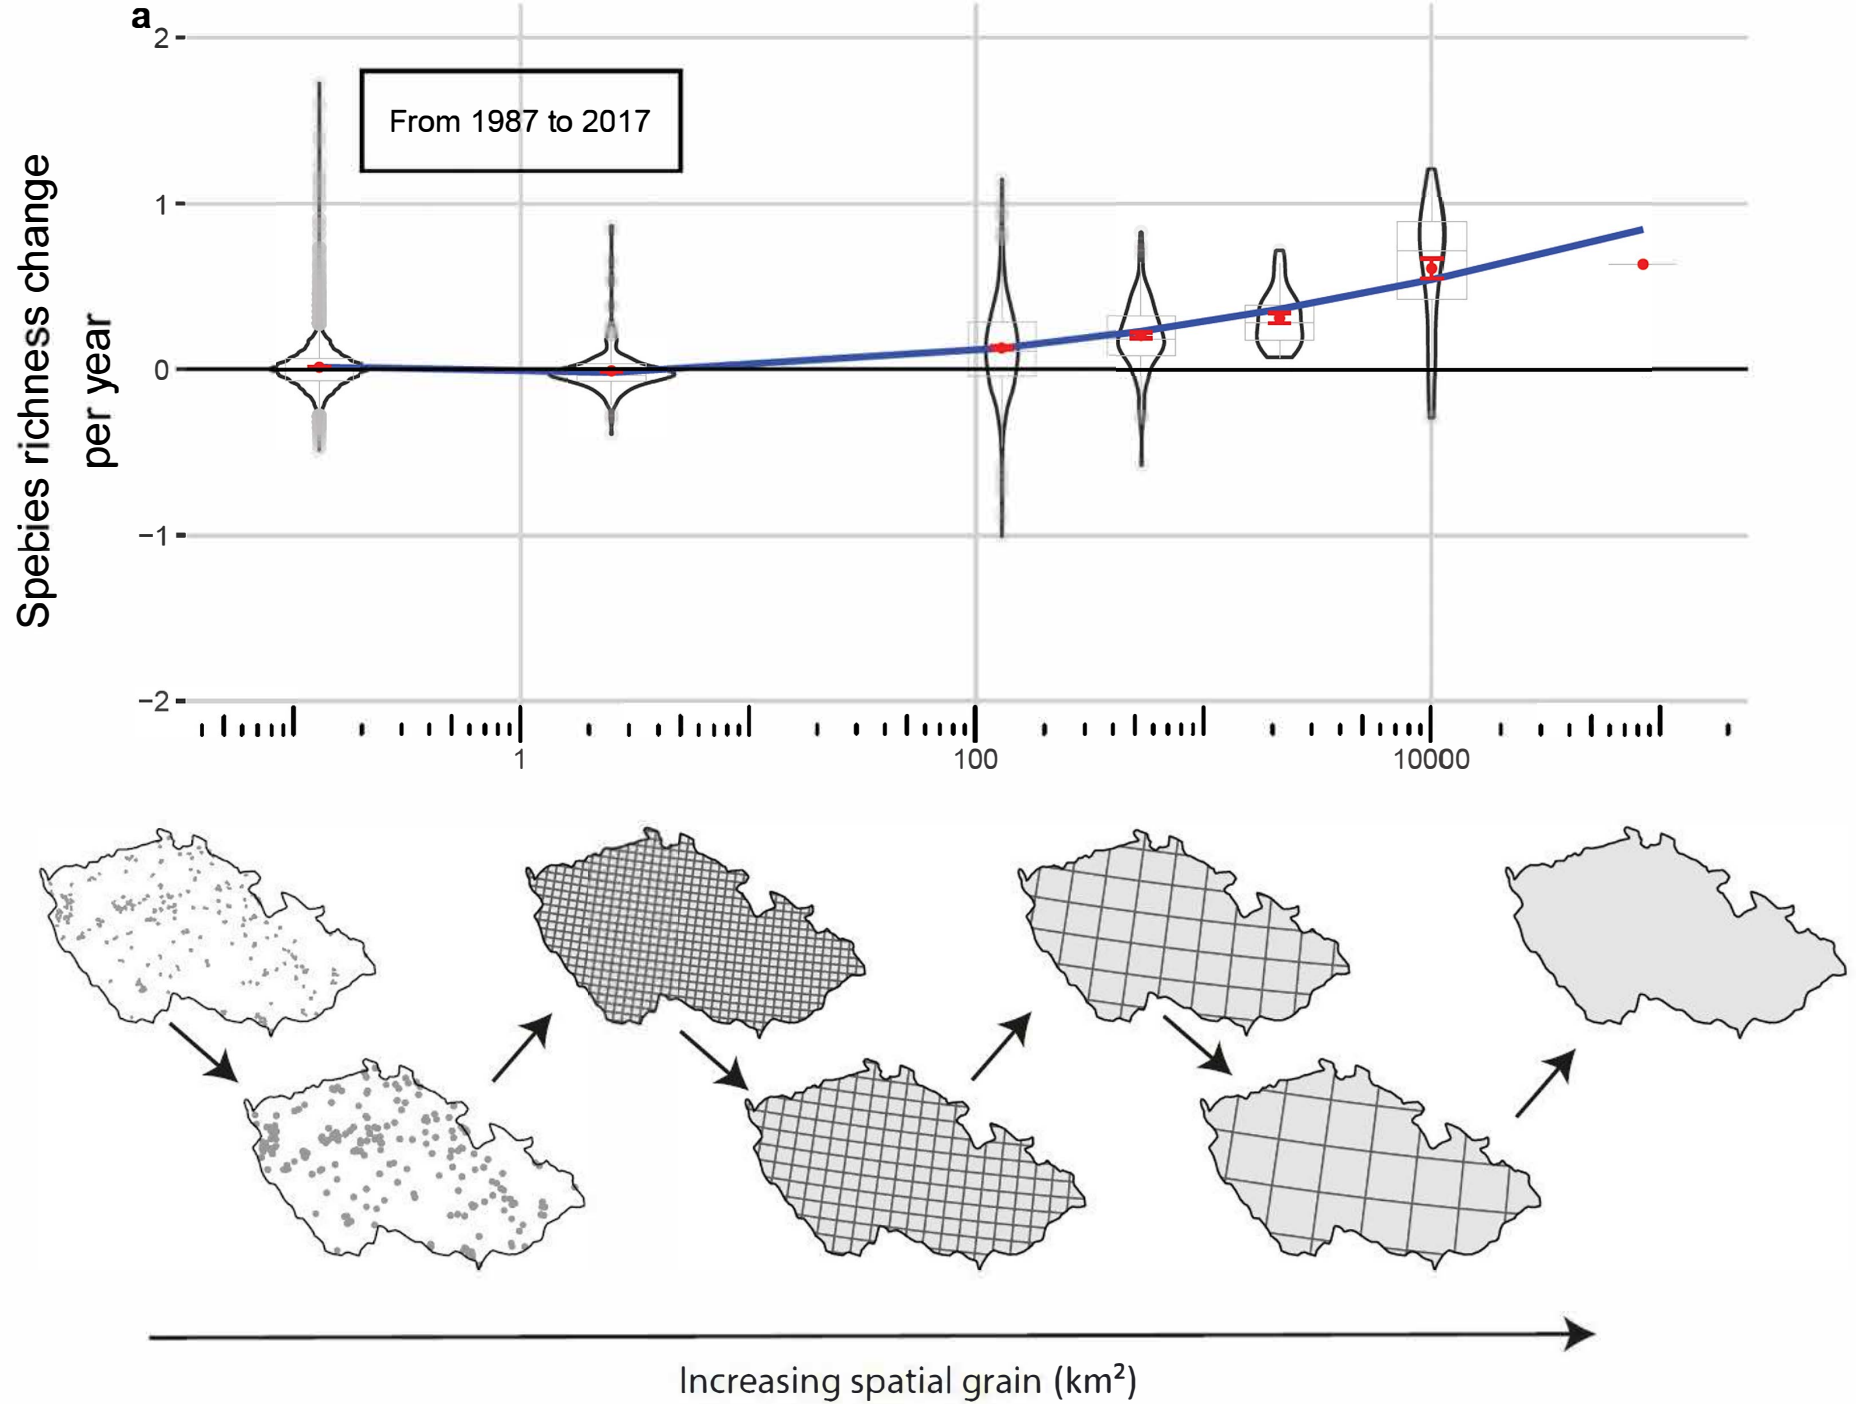 a
2
From 1987 to 2017
1
0
−1
−2
Spebies richness change
per year
1
100
10000
Increasing spatial grain (km²)